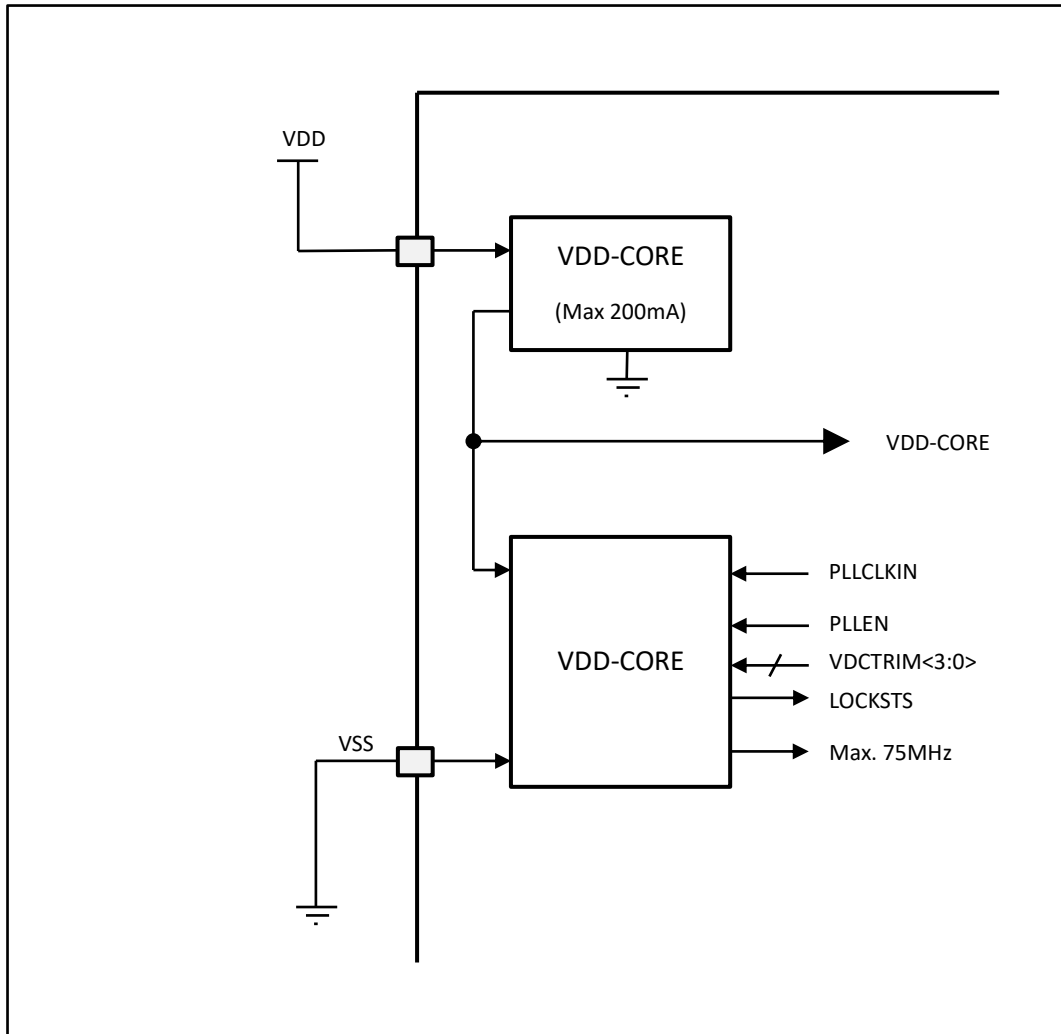 VDD
VDD-CORE
(Max 200mA)
VDD-CORE
PLLCLKIN
PLLEN
VDD-CORE
VDCTRIM<3:0>
LOCKSTS
VSS
Max. 75MHz